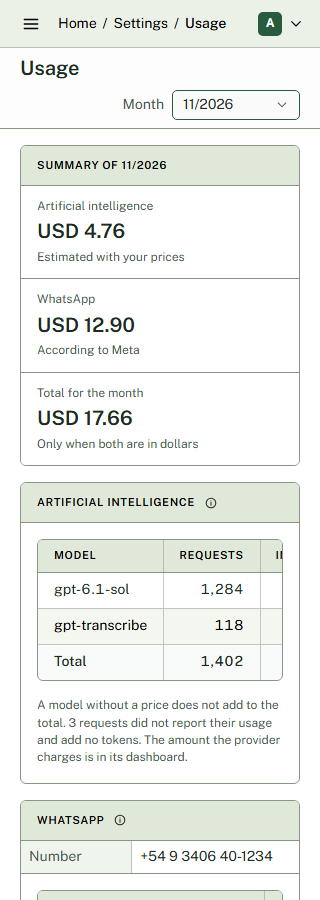 Home / Settings / Usage
A
Usage
Month 11/2026
SUMMARY OF 11/2026
Artificial intelligence
USD 4.76
Estimated with your prices
WhatsApp
USD 12.90
According to Meta
Total for the month
USD 17.66
Only when both are in dollars
ARTIFICIAL INTELLIGENCE
MODEL REQUESTS
gpt-6.1-sol 1,284
gpt-transcribe 118
Total 1,402
A model without a price does not add to the
total. 3 requests did not report their usage
and add no tokens. The amount the provider
charges is in its dashboard.
WHATSAPP
Number +54 9 3406 40-1234